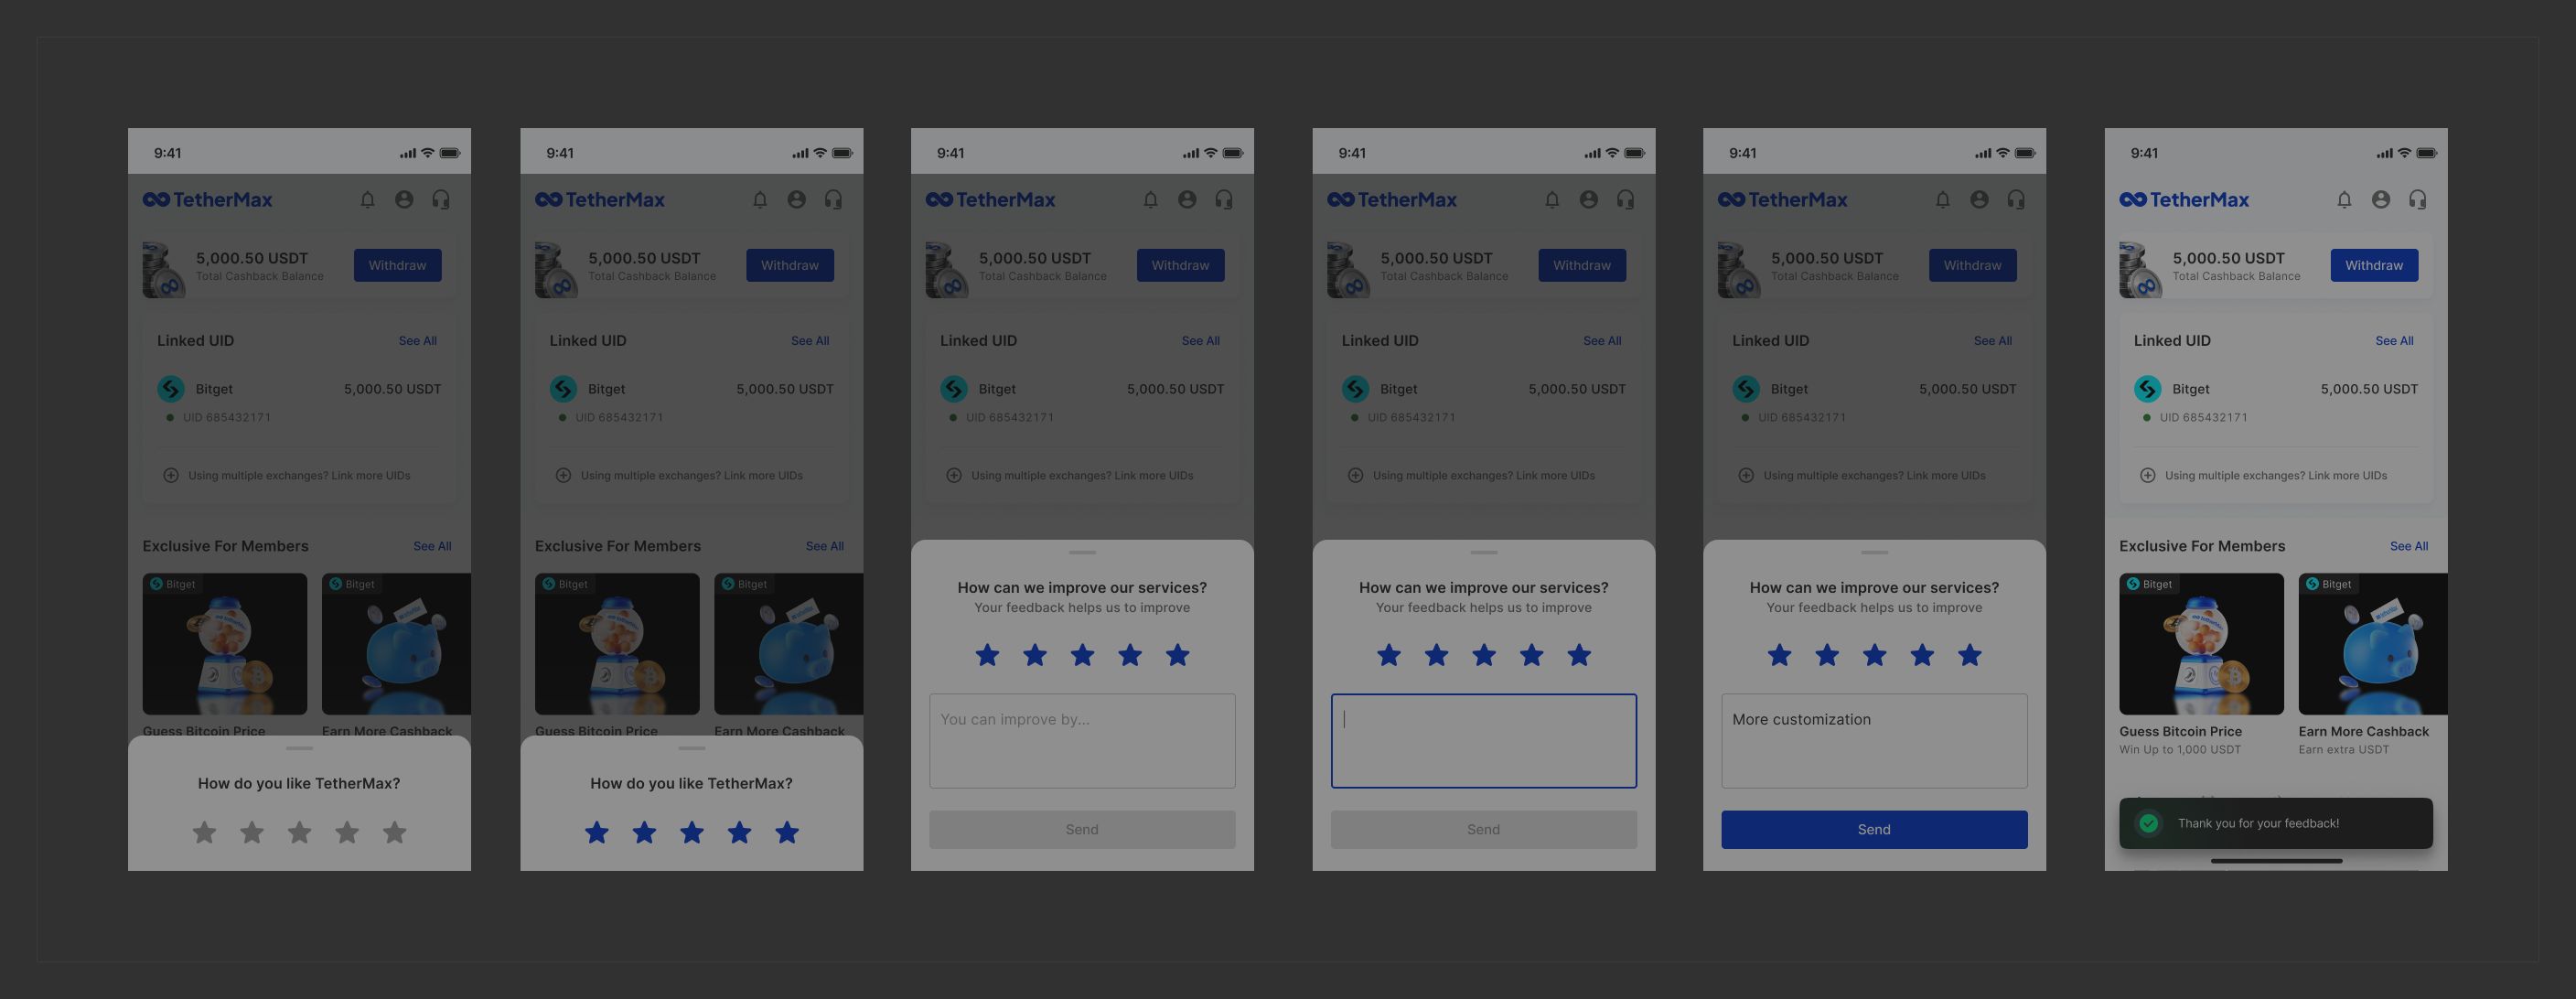 9:41
TetherMax
5,000.50 USDT
Total Cashback Balance
Withdraw
Linked UID
See All
Bitget
5,000.50 USDT
UID 685432171
Using multiple exchanges? Link more UIDs
Exclusive For Members
See All
Bitget
Bitget
Guess Bitcoin Price
Earn More Cashback
How do you like TetherMax?
9:41
TetherMax
5,000.50 USDT
Total Cashback Balance
Withdraw
Linked UID
See All
Bitget
5,000.50 USDT
UID 685432171
Using multiple exchanges? Link more UIDs
Exclusive For Members
See All
Bitget
Bitget
Guess Bitcoin Price
Earn More Cashback
How do you like TetherMax?
9:41
TetherMax
5,000.50 USDT
Total Cashback Balance
Withdraw
Linked UID
See All
Bitget
5,000.50 USDT
UID 685432171
Using multiple exchanges? Link more UIDs
How can we improve our services?
Your feedback helps us to improve
You can improve by...
Send
9:41
TetherMax
5,000.50 USDT
Total Cashback Balance
Withdraw
Linked UID
See All
Bitget
5,000.50 USDT
UID 685432171
Using multiple exchanges? Link more UIDs
How can we improve our services?
Your feedback helps us to improve
Send
9:41
TetherMax
5,000.50 USDT
Total Cashback Balance
Withdraw
Linked UID
See All
Bitget
5,000.50 USDT
UID 685432171
Using multiple exchanges? Link more UIDs
How can we improve our services?
Your feedback helps us to improve
More customization
Send
9:41
TetherMax
5,000.50 USDT
Total Cashback Balance
Withdraw
Linked UID
See All
Bitget
5,000.50 USDT
UID 685432171
Using multiple exchanges? Link more UIDs
Exclusive For Members
See All
Bitget
Bitget
Guess Bitcoin Price
Win Up to 1,000 USDT
Earn More Cashback
Earn extra USDT
Thank you for your feedback!